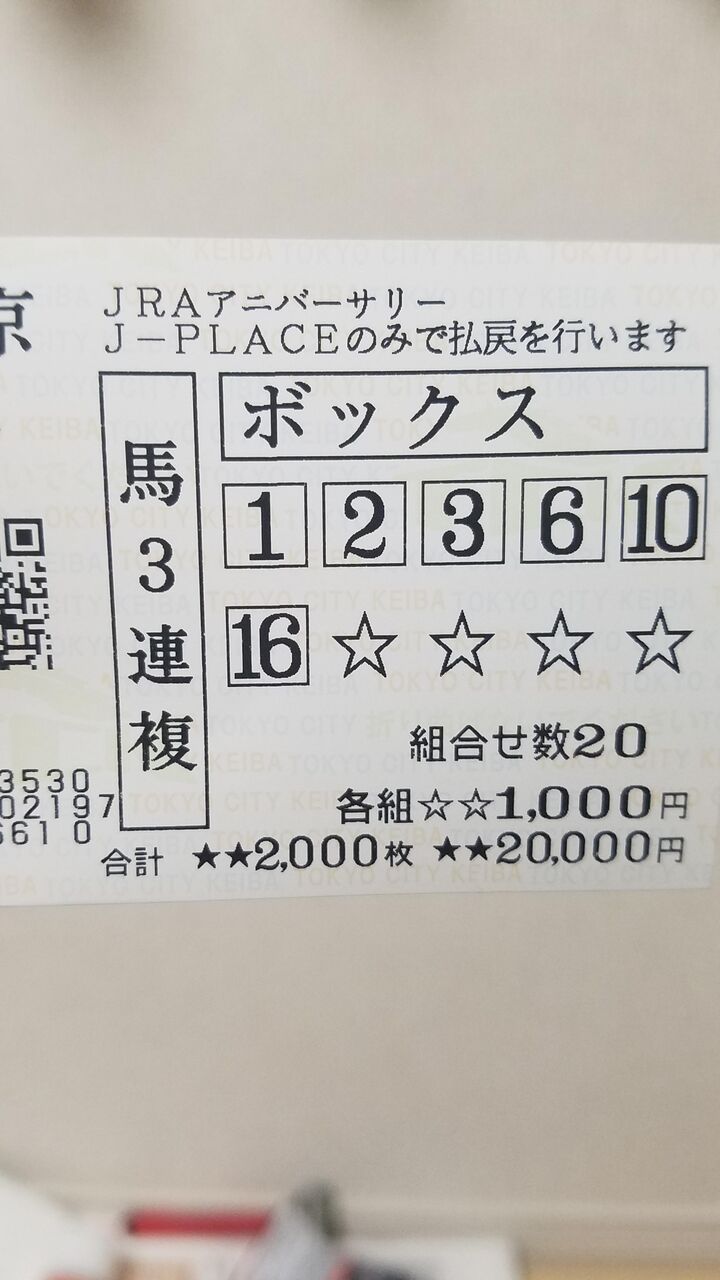 京
JRAアニバーサリー
J-PLACEのみで払戻を行います
馬3連複
ボックス
1 2 3 6 10
16 ☆ ☆ ☆ ☆
組合せ数20
各組☆☆1,000円
3530
02197
6610
合計 ★★2,000枚 ★★20,000円